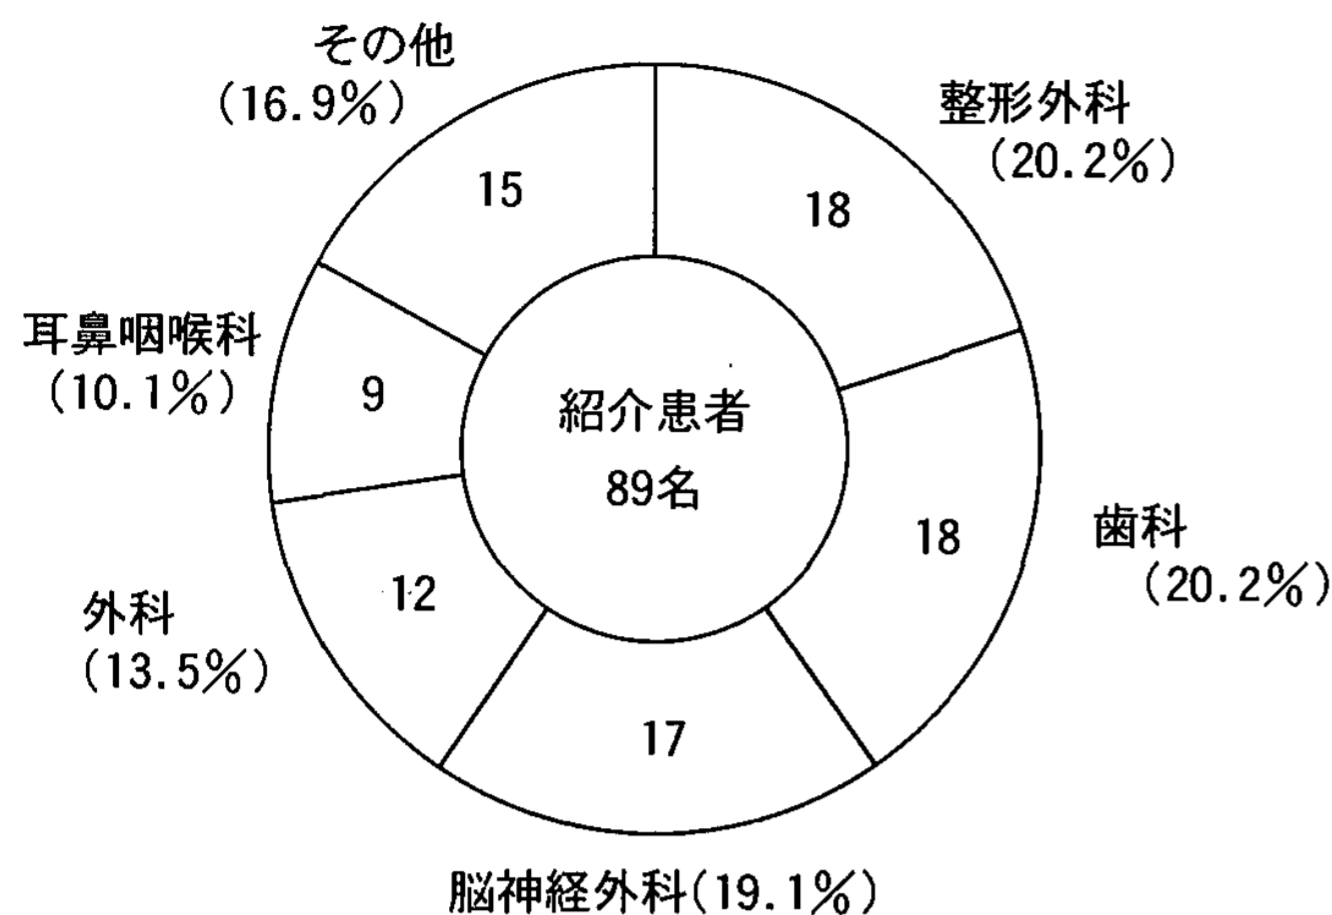 その他
(16.9%)
整形外科
(20.2%)
15
18
耳鼻咽喉科
(10.1%)
9
紹介患者
89名
18
歯科
(20.2%)
外科
(13.5%)
12
17
脳神経外科(19.1%)